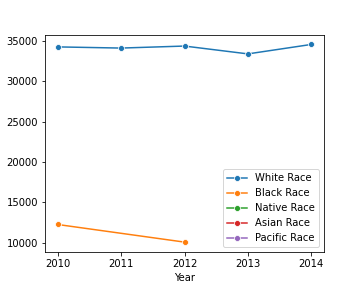 35000
30000
25000
20000
15000
10000
White Race
Black Race
Native Race
Asian Race
Pacific Race
2010 2011 2012 2013 2014
Year